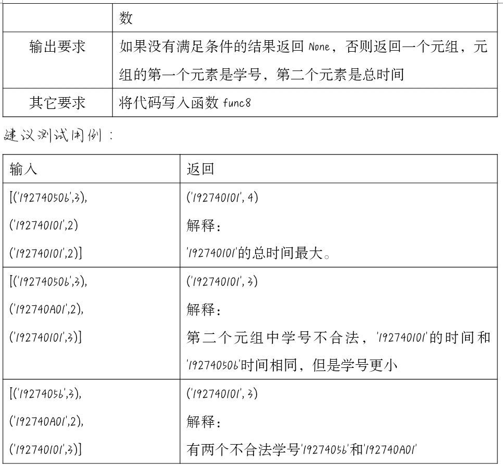 数
输出要求
如果没有满足条件的结果返回 None，否则返回一个元组，元
组的第一个元素是学号，第二个元素是总时间
其它要求
将代码写入函数 func8
建议测试用例：
输入
返回
[('192740506',3),
('192740101',2)
('192740101',2)]
('192740101', 4)
解释：
'192740101'的总时间最大。
[('192740506',3),
('192740A01',2),
('192740101',3)]
('192740101', 3)
解释：
第二个元组中学号不合法，'192740101'的时间和
'192740506'时间相同，但是学号更小
[('19274056',3),
('192740A01',2),
('192740101',3)]
('192740101', 3)
解释：
有两个不合法学号'19274056'和'192740A01'